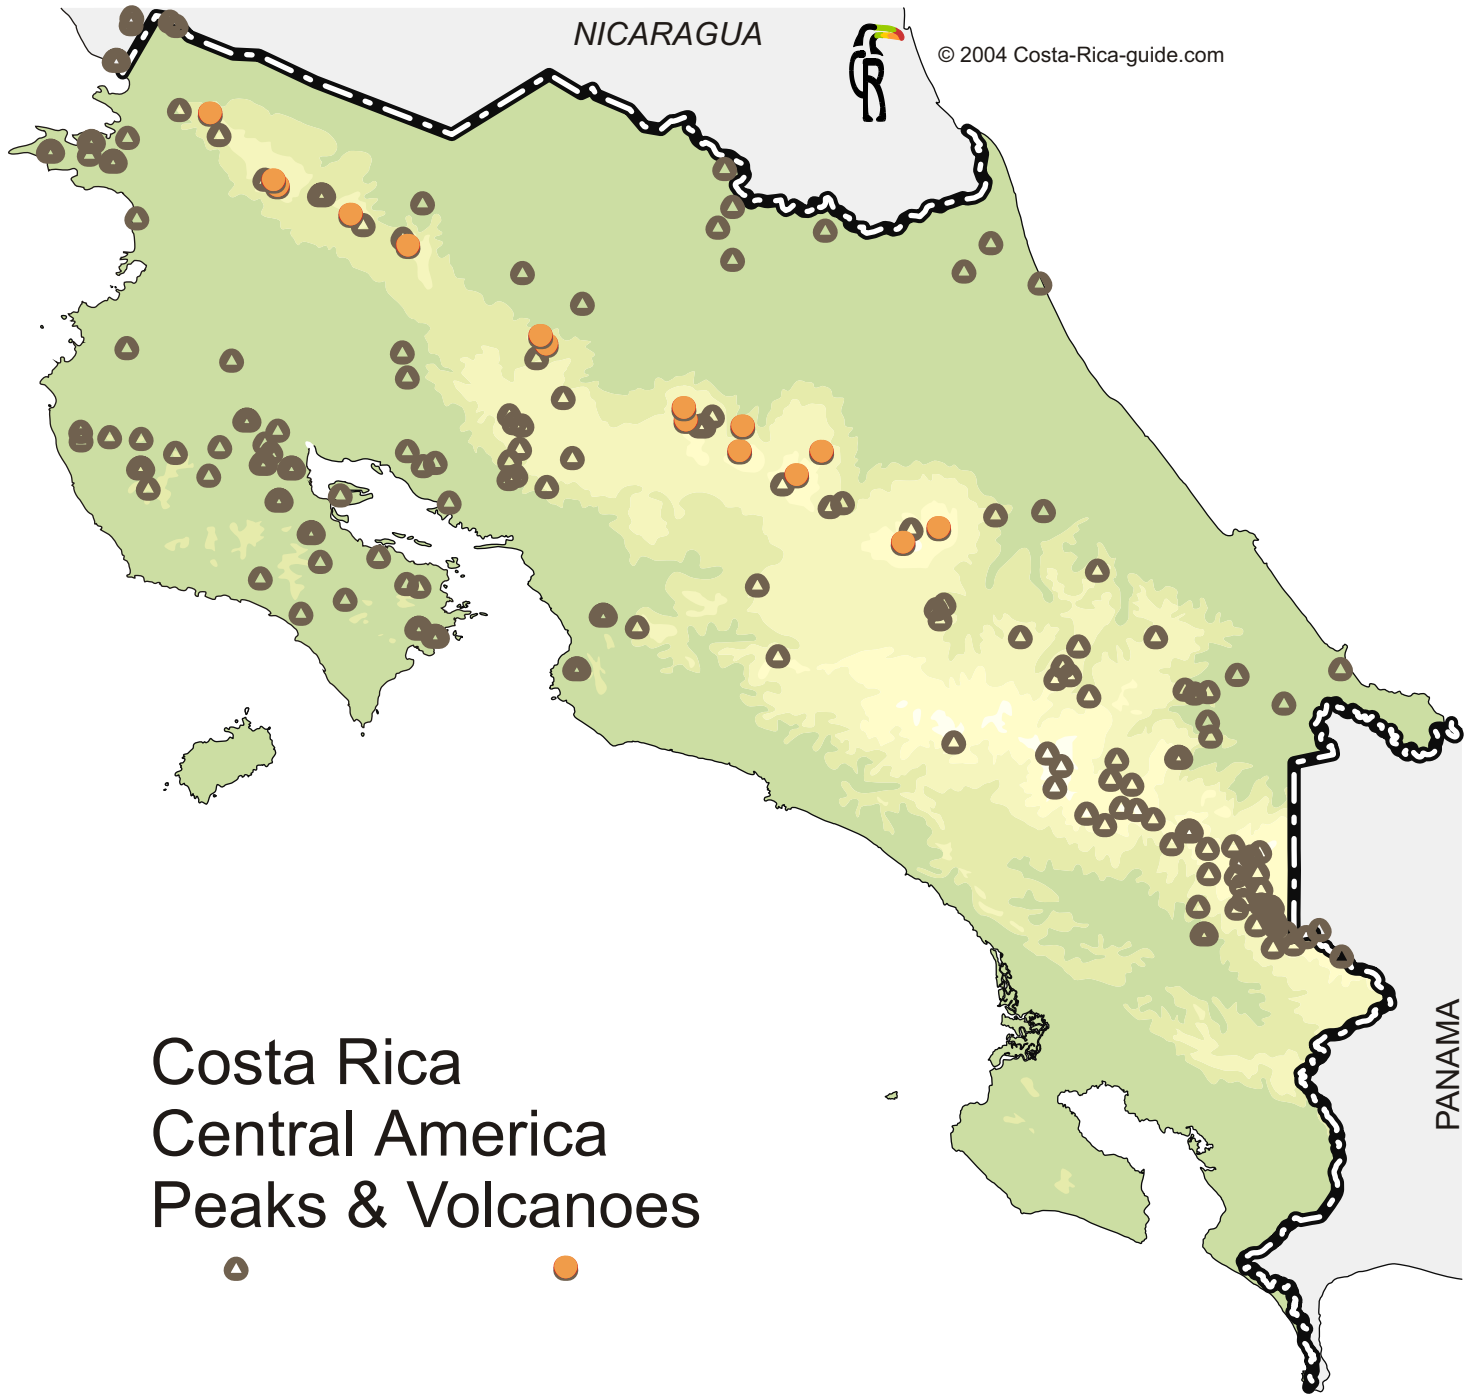 NICARAGUA
© 2004 Costa-Rica-guide.com
PANAMA
Costa Rica
Central America
Peaks & Volcanoes